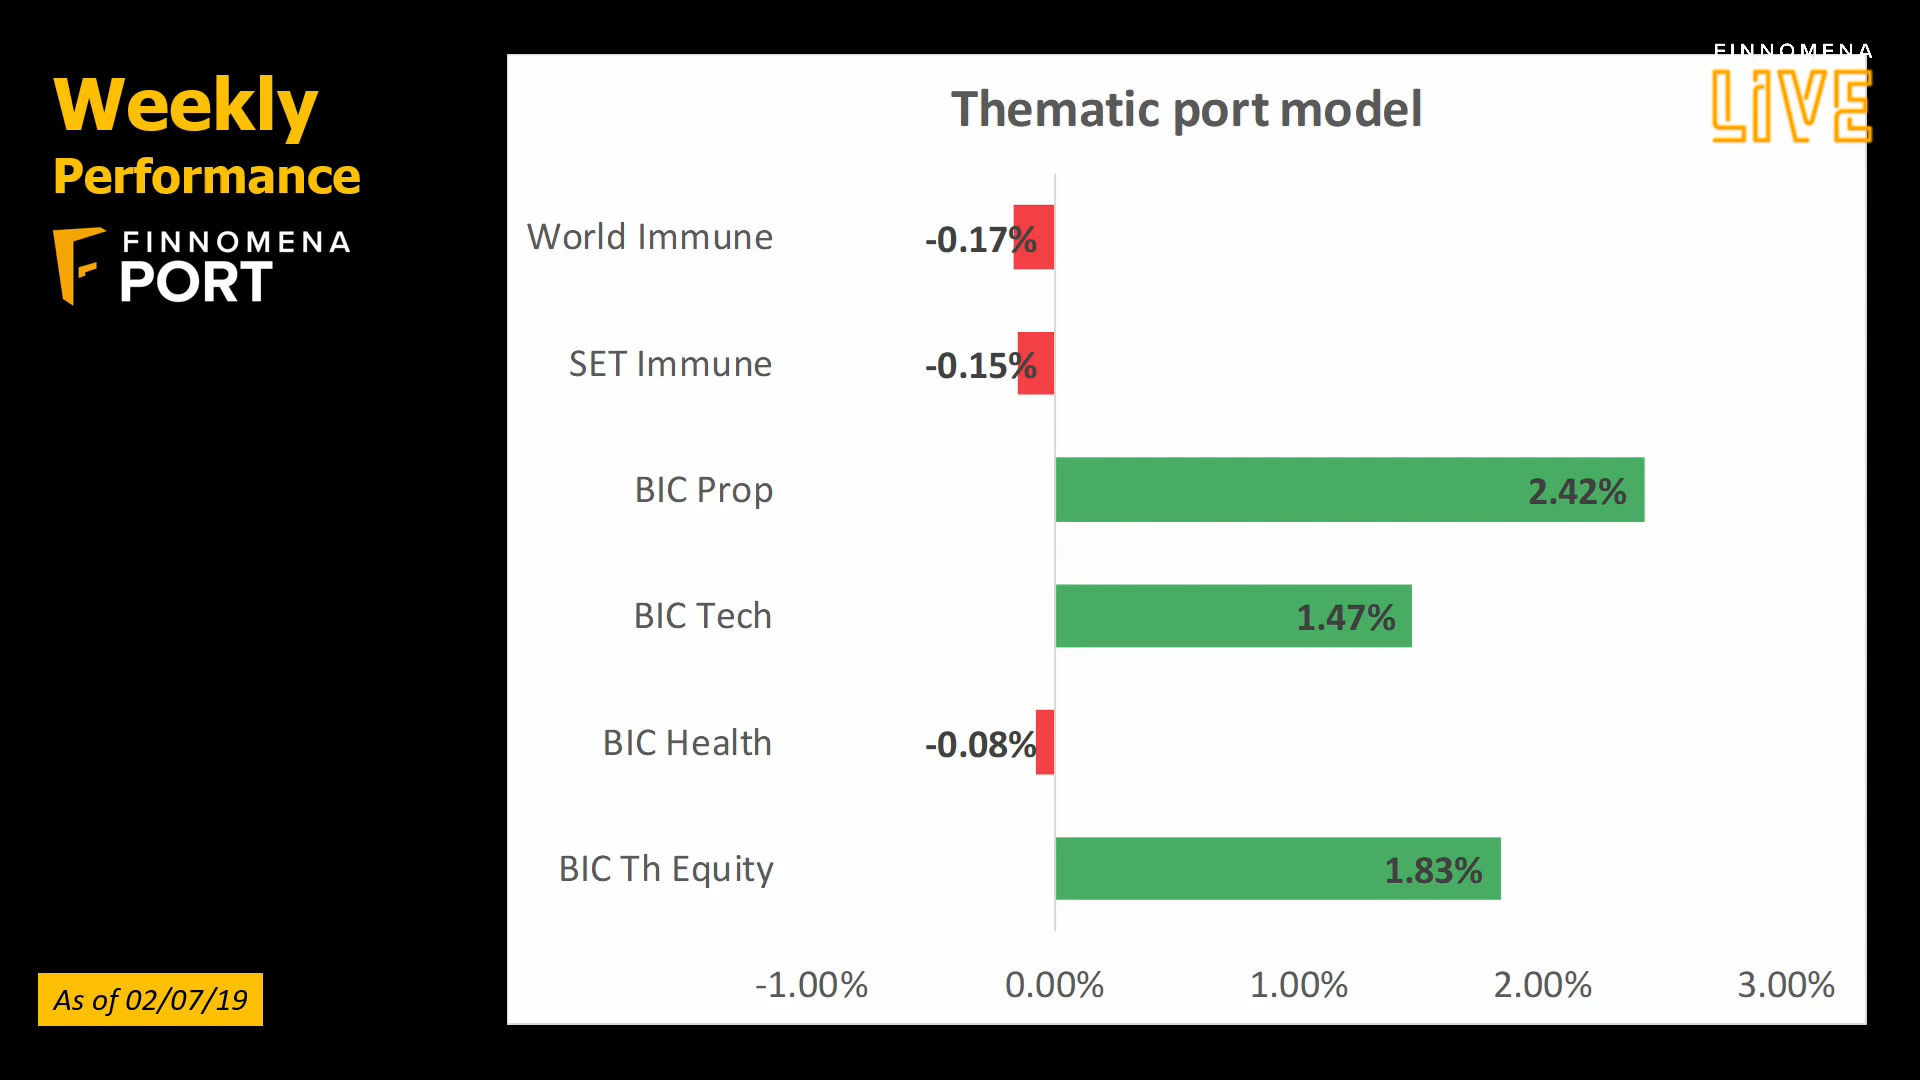 Weekly
Performance
FINNOMENA
PORT
FINNOMENA
LIVE
Thematic port model
World Immune
-0.17%
SET Immune
-0.15%
BIC Prop
2.42%
BIC Tech
1.47%
BIC Health
-0.08%
BIC Th Equity
1.83%
-1.00% 0.00% 1.00% 2.00% 3.00%
As of 02/07/19